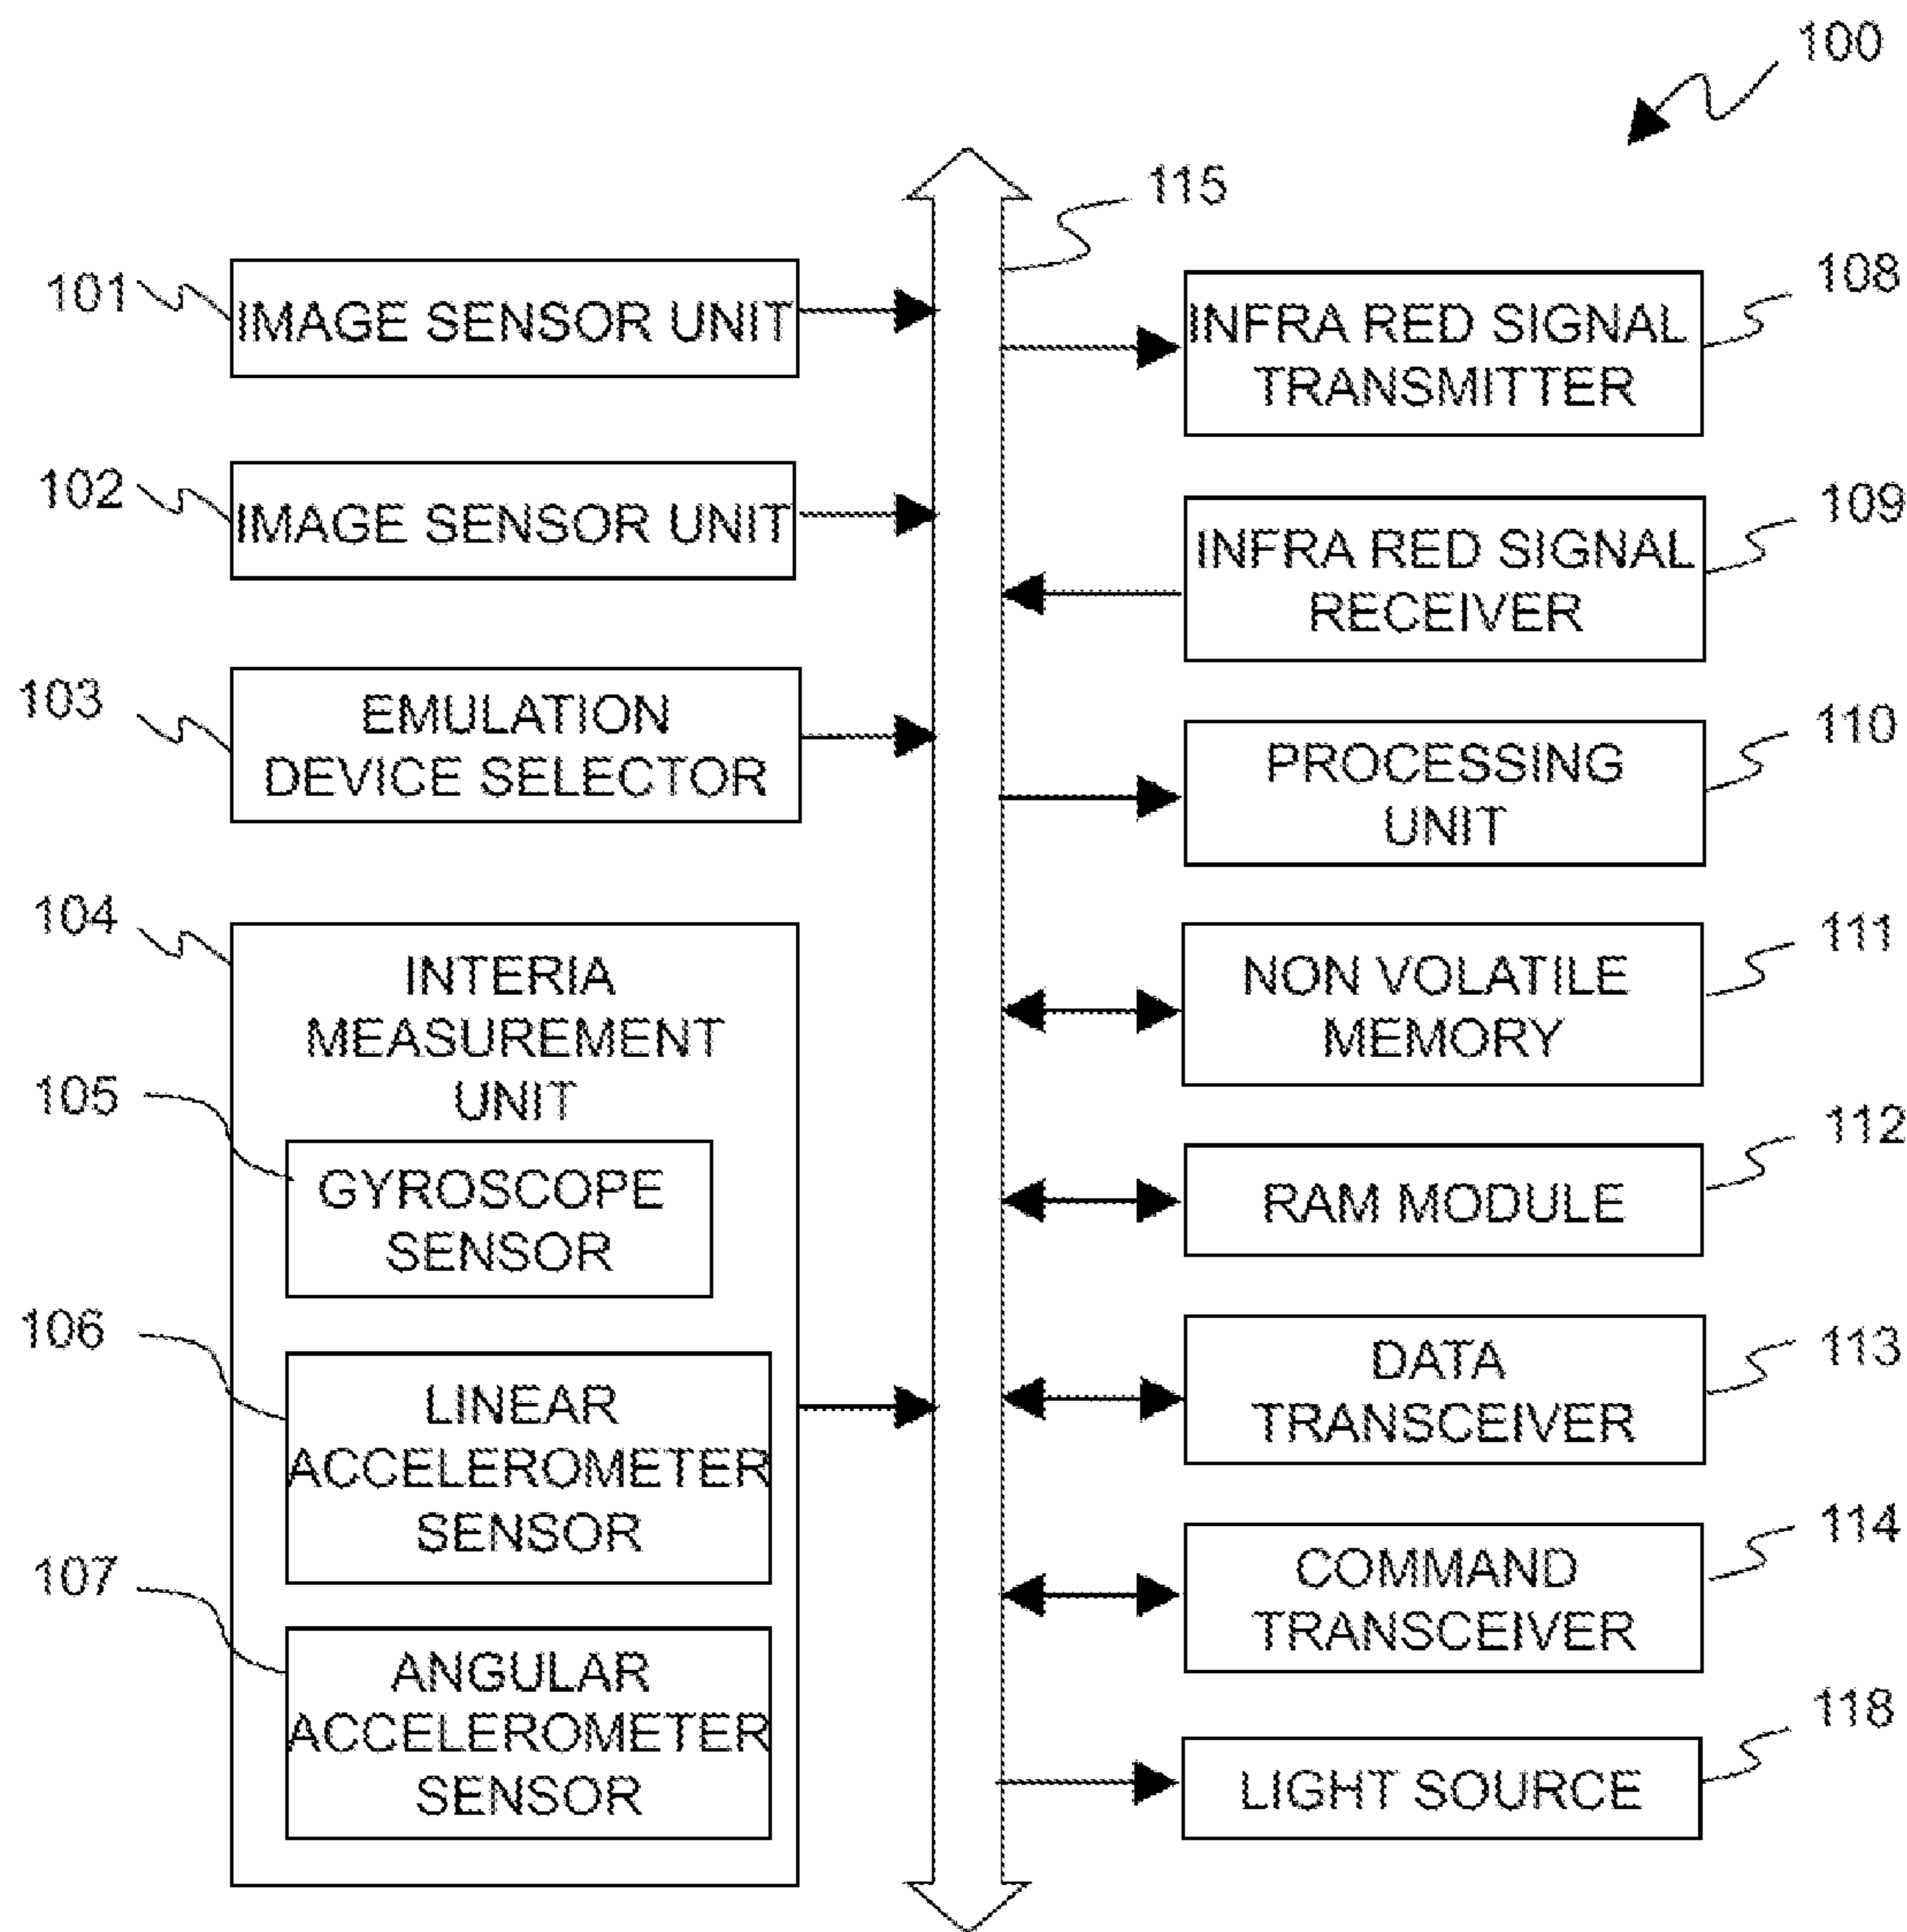 100
115
101
IMAGE SENSOR UNIT
102
IMAGE SENSOR UNIT
103
EMULATION
DEVICE SELECTOR
104
INTERIA
MEASUREMENT
UNIT
105
GYROSCOPE
SENSOR
106
LINEAR
ACCELEROMETER
SENSOR
107
ANGULAR
ACCELEROMETER
SENSOR
108
INFRA RED SIGNAL
TRANSMITTER
109
INFRA RED SIGNAL
RECEIVER
110
PROCESSING
UNIT
111
NON VOLATILE
MEMORY
112
RAM MODULE
113
DATA
TRANSCEIVER
114
COMMAND
TRANSCEIVER
118
LIGHT SOURCE